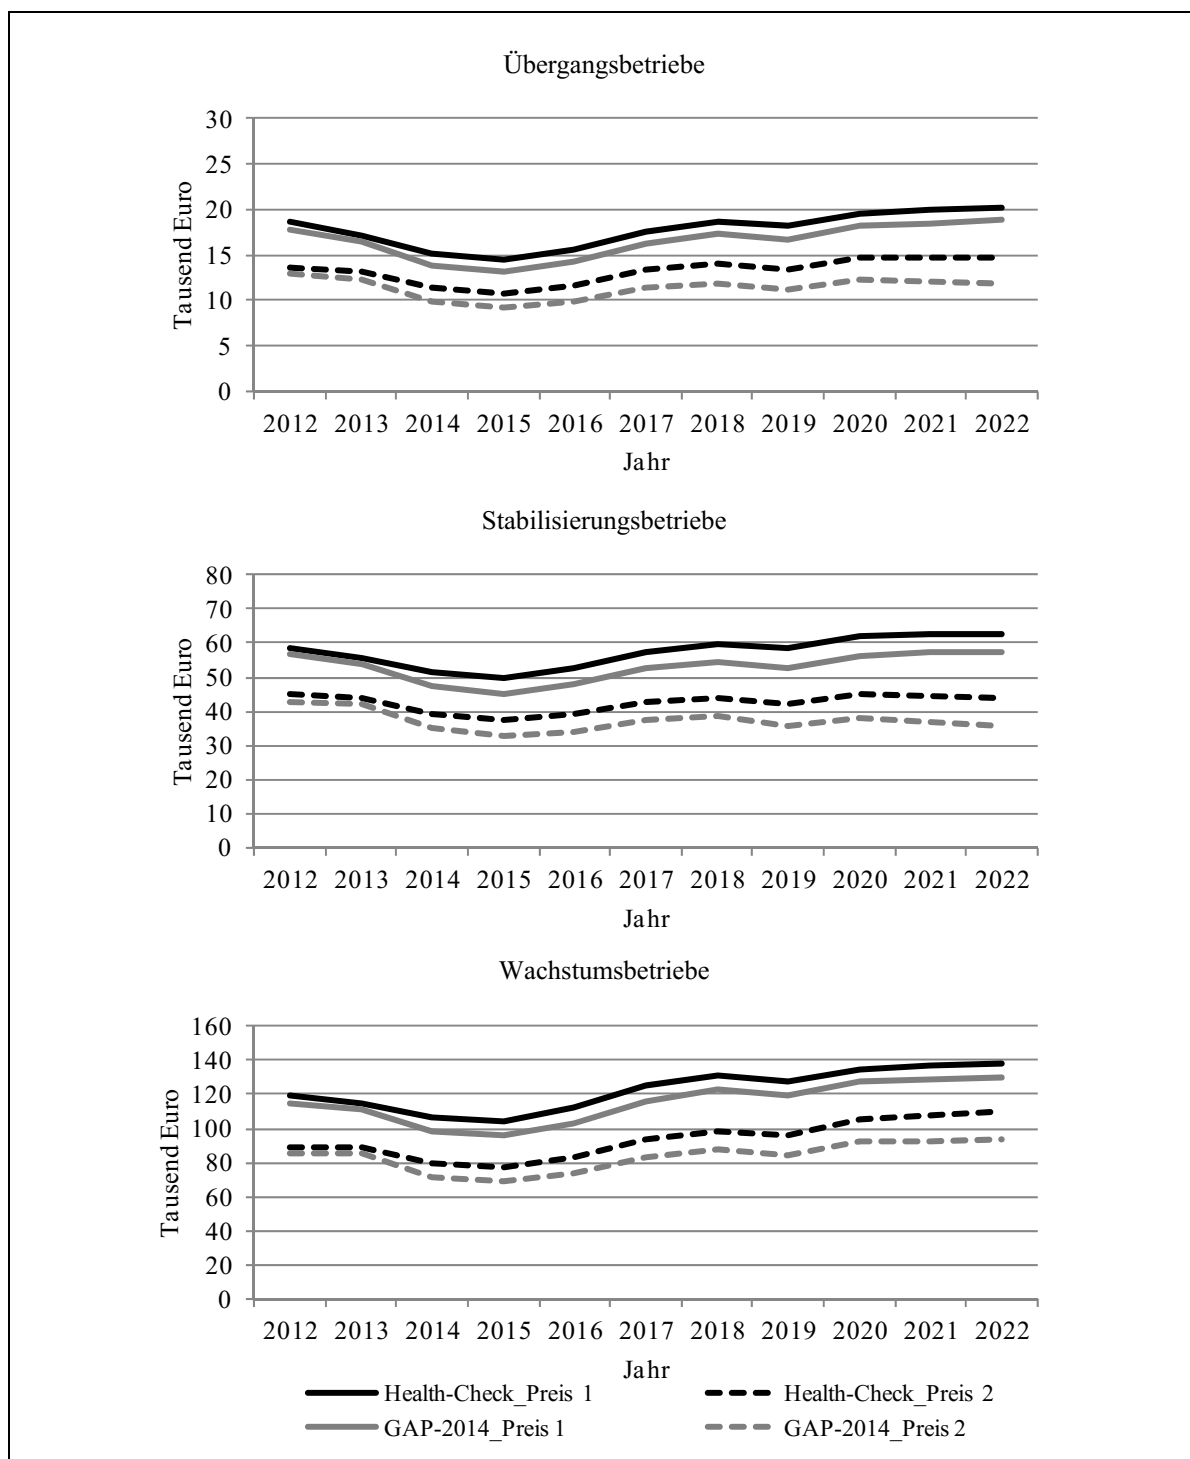 Übergangsbetriebe
30
25
20
15
10
5
0
Tausend Euro
2012 2013 2014 2015 2016 2017 2018 2019 2020 2021 2022
Jahr
Stabilisierungsbetriebe
80
70
60
50
40
30
20
10
0
Tausend Euro
2012 2013 2014 2015 2016 2017 2018 2019 2020 2021 2022
Jahr
Wachstumsbetriebe
160
140
120
100
80
60
40
20
0
Tausend Euro
2012 2013 2014 2015 2016 2017 2018 2019 2020 2021 2022
Jahr
Health-Check_Preis 1 Health-Check_Preis 2
GAP-2014_Preis 1 GAP-2014_Preis 2